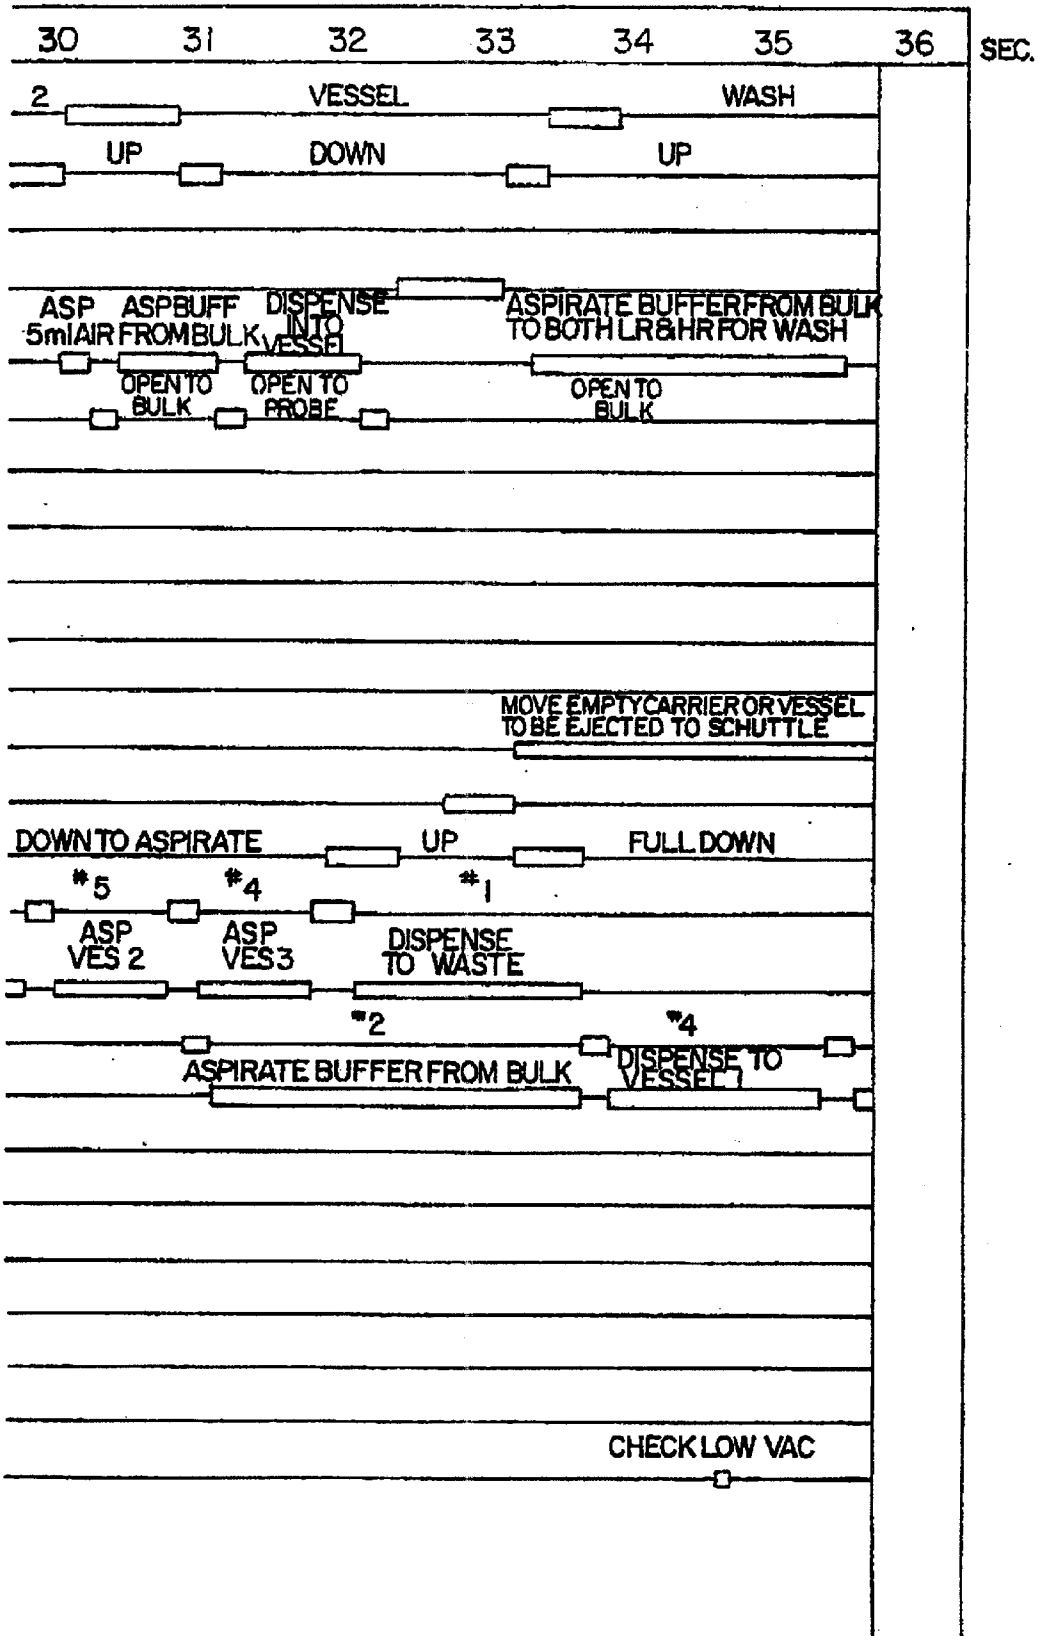 30 31 32 33 34 35 36 SEC.
2 VESSEL WASH
UP DOWN UP
ASP ASPBUFF DISPENSE ASPIRATE BUFFER FROM BULK
5ml AIR FROM BULK INTO TO BOTH LR&HR FOR WASH
VESSEL
OPEN TO OPEN TO OPEN TO
BULK PROBE BULK
MOVE EMPTY CARRIER OR VESSEL
TO BE EJECTED TO SCHUTTLE
DOWN TO ASPIRATE UP FULL DOWN
#5 #4 #1
ASP ASP DISPENSE
VES 2 VES 3 TO WASTE
#2 #4
ASPIRATE BUFFER FROM BULK DISPENSE TO
VESSEL 1
CHECK LOW VAC